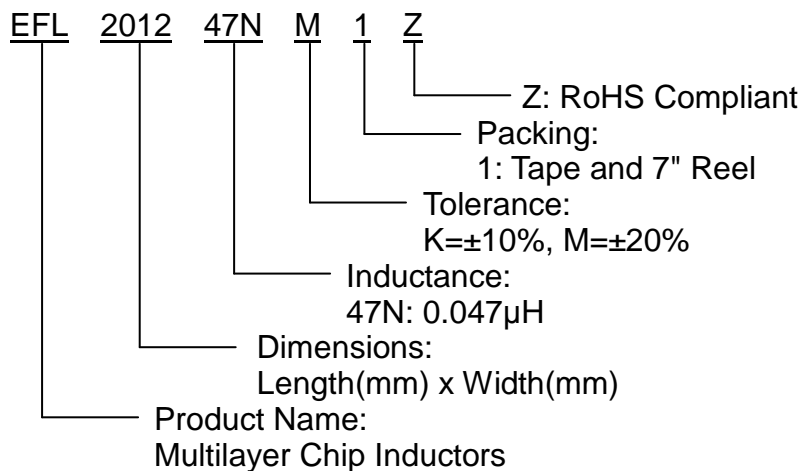 EFL 2012 47N M 1 Z
Z: RoHS Compliant
Packing:
1: Tape and 7" Reel
Tolerance:
K=±10%, M=±20%
Inductance:
47N: 0.047µH
Dimensions:
Length(mm) x Width(mm)
Product Name:
Multilayer Chip Inductors